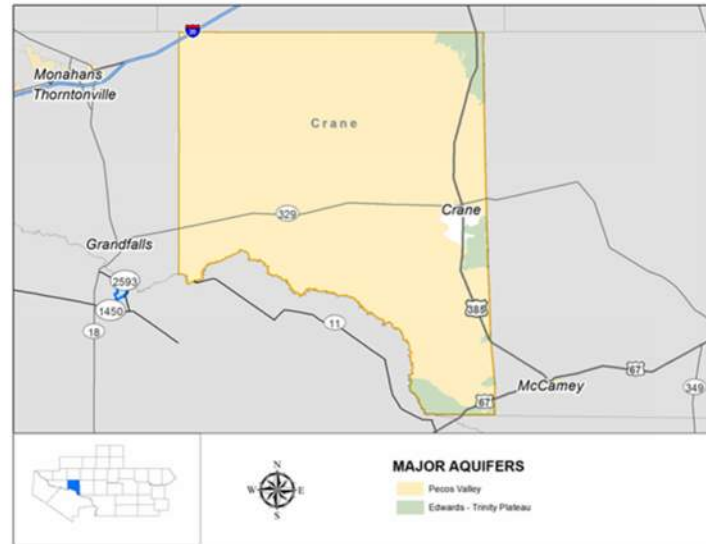 20
Monahans
Thorntonville
Crane
329
Crane
Grandfalls
2593
1450
18
11
385
McCamey
67
67
349
N
W
E
S
MAJOR AQUIFERS
Pecos Valley
Edwards - Trinity Plateau